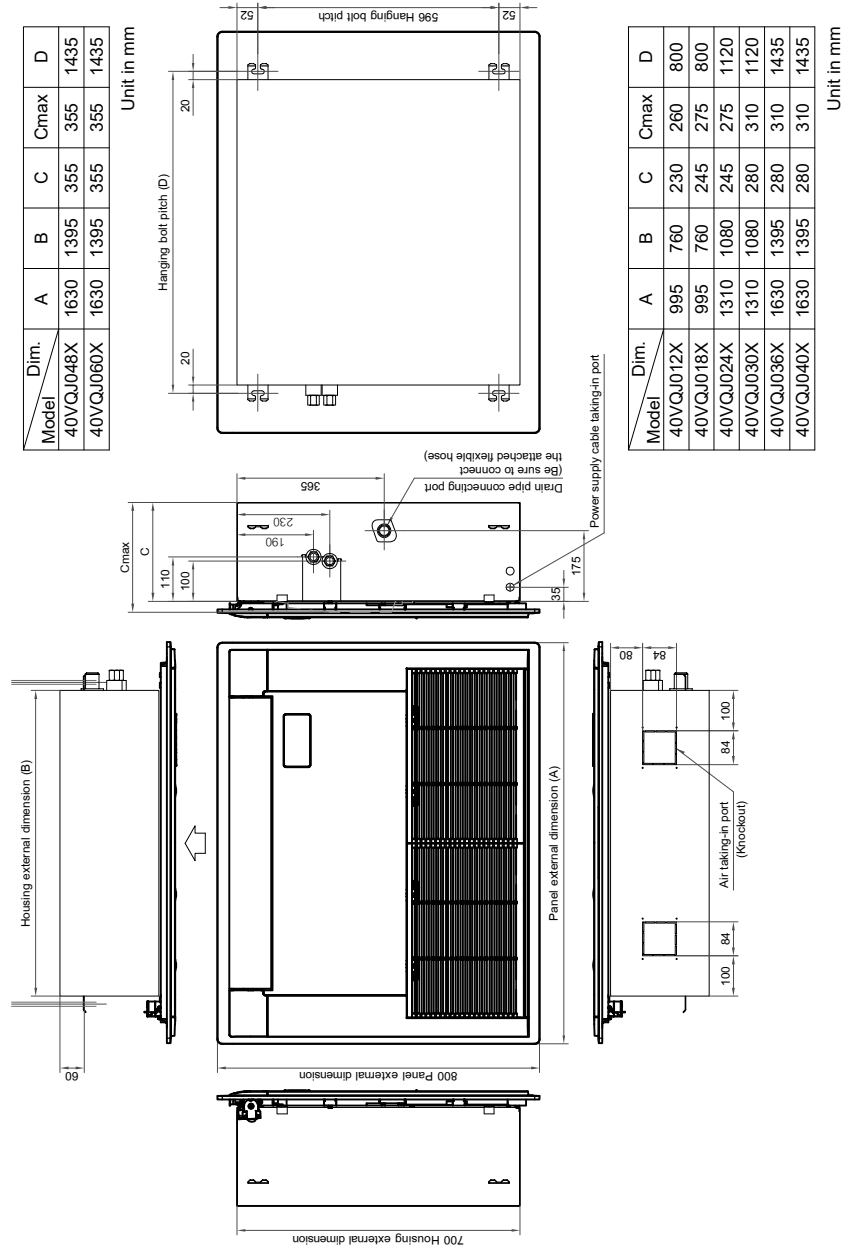 Dim.
Model
A
B
C
Cmax
D
40VQJ048X 1630 1395 355 355 1435
40VQJ060X 1630 1395 355 355 1435
Unit in mm
52
596 Hanging bolt pitch
52
20
Hanging bolt pitch (D)
20
Cmax
C
110
100
190
230
365
Drain pipe connecting port
(Be sure to connect
the attached flexible hose)
175
35
Power supply cable taking-in port
Housing external dimension (B)
60
Panel external dimension (A)
800 Panel external dimension
700 Housing external dimension
80
84
100
84
Air taking-in port
(Knockout)
84
100
Dim.
Model
A
B
C
Cmax
D
40VQJ012X 995 760 230 260 800
40VQJ018X 995 760 245 275 800
40VQJ024X 1310 1080 245 275 1120
40VQJ030X 1310 1080 280 310 1120
40VQJ036X 1630 1395 280 310 1435
40VQJ040X 1630 1395 280 310 1435
Unit in mm